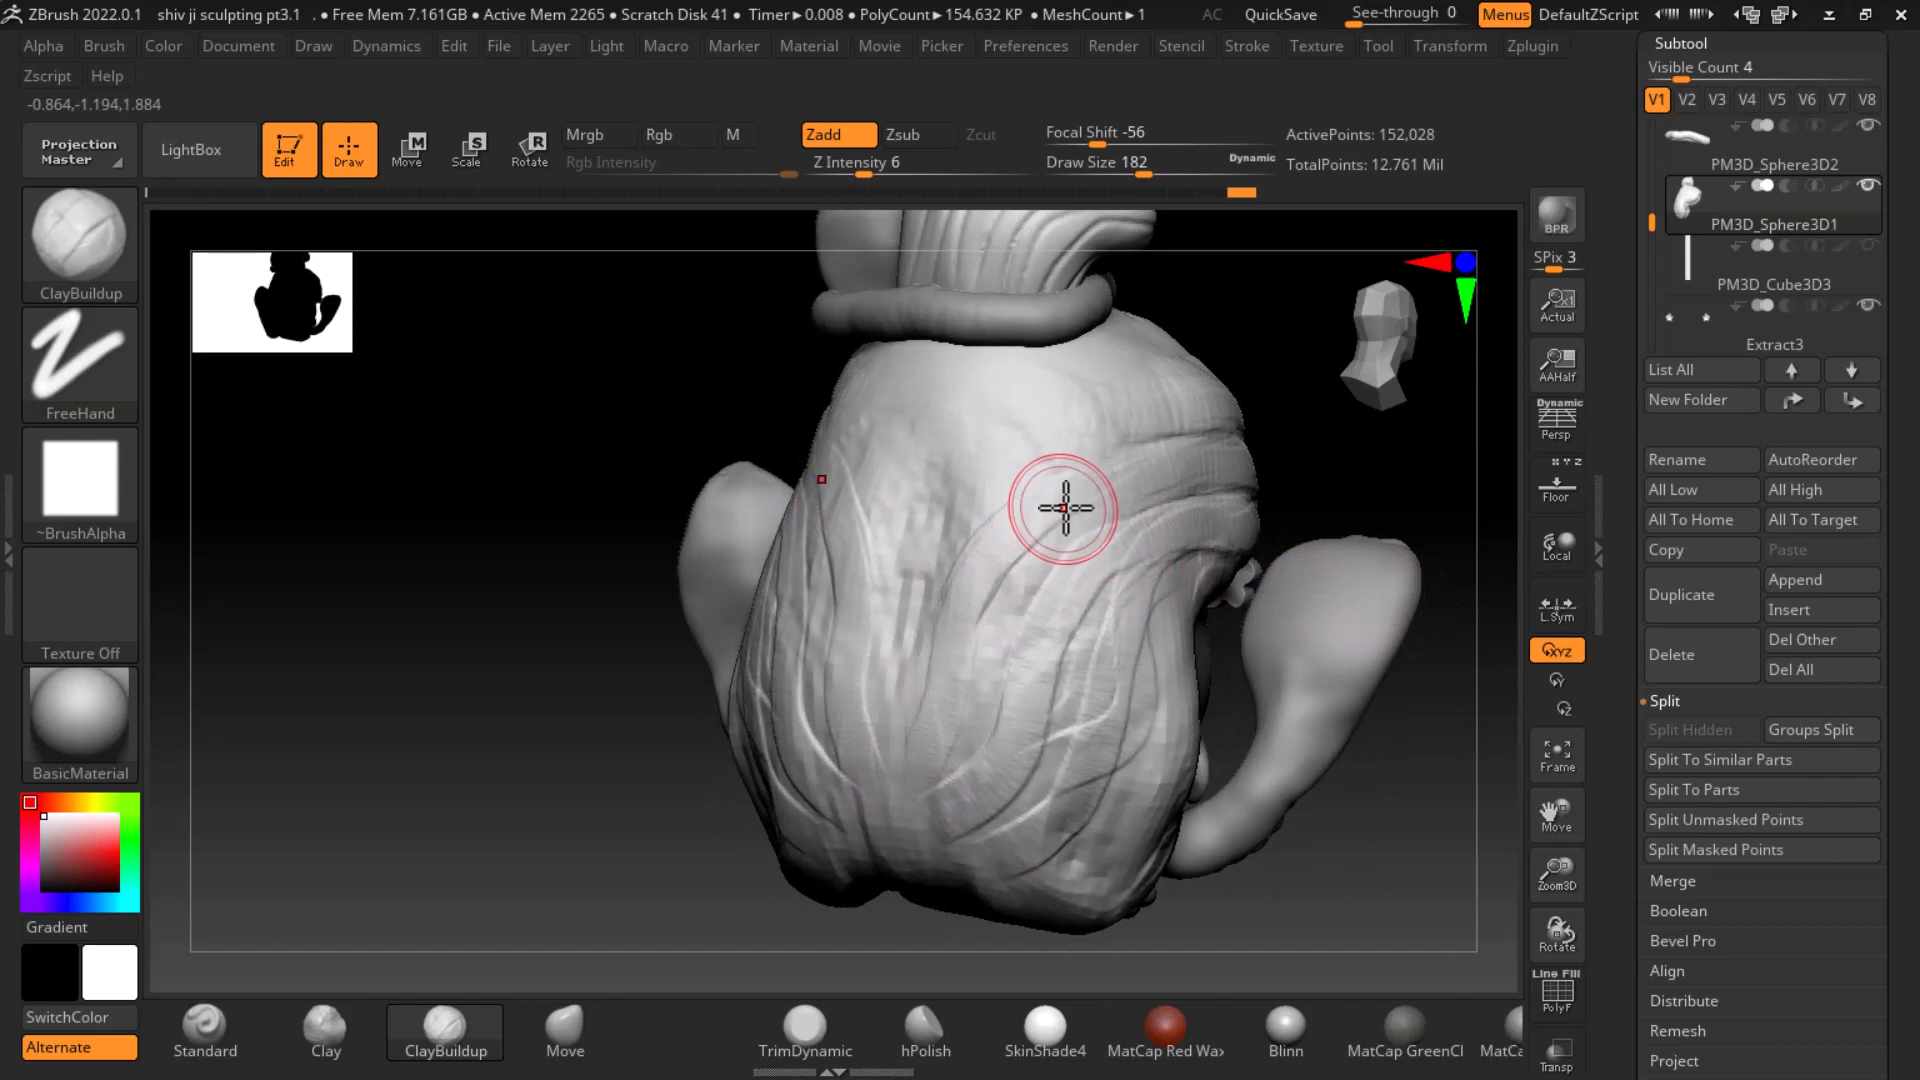 ZBrush 2022.0.1 shiv ji sculpting pt3.1 . ● Free Mem 7.161GB ● Active Mem 2265 ● Scratch Disk 41 ● Timer►0.008 ● PolyCount►154.632 KP ● MeshCount►1 AC QuickSave See-through 0 Menus DefaultZScript
Alpha Brush Color Document Draw Dynamics Edit File Layer Light Macro Marker Material Movie Picker Preferences Render Stencil Stroke Texture Tool Transform Zplugin
Zscript Help
-0.864,-1.194,1.884
Projection Master
LightBox
Edit
Draw
Move
Scale
Rotate
Mrgb Rgb M
Rgb Intensity
Zadd Zsub Zcut
Z Intensity 6
Focal Shift -56
Draw Size 182
Dynamic
ActivePoints: 152,028
TotalPoints: 12.761 Mil
ClayBuildup
FreeHand
~BrushAlpha
Texture Off
BasicMaterial
Gradient
SwitchColor
Alternate
BPR
SPix 3
Actual
AAHalf
Dynamic
Persp
Floor
Local
L.Sym
XYZ
Frame
Move
Zoom3D
Rotate
Line Fill
PolyF
Transp
Subtool
Visible Count 4
V1 V2 V3 V4 V5 V6 V7 V8
PM3D_Sphere3D2
PM3D_Sphere3D1
PM3D_Cube3D3
Extract3
List All
New Folder
Rename AutoReorder
All Low All High
All To Home All To Target
Copy Paste
Duplicate Append
Insert
Delete Del Other
Del All
Split
Split Hidden Groups Split
Split To Similar Parts
Split To Parts
Split Unmasked Points
Split Masked Points
Merge
Boolean
Bevel Pro
Align
Distribute
Remesh
Project
Standard Clay ClayBuildup Move TrimDynamic hPolish SkinShade4 MatCap Red Wax Blinn MatCap GreenCl MatCa